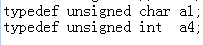 typedef unsigned char a1;
typedef unsigned int  a4;